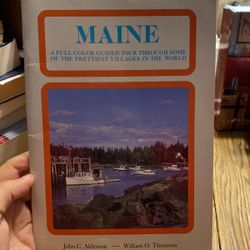 MAINE
A FULL COLOR GUIDED TOUR THROUGH SOME
OF THE PRETTIEST VILLAGES IN THE WORLD
John C. Alderson — William O. Thomson